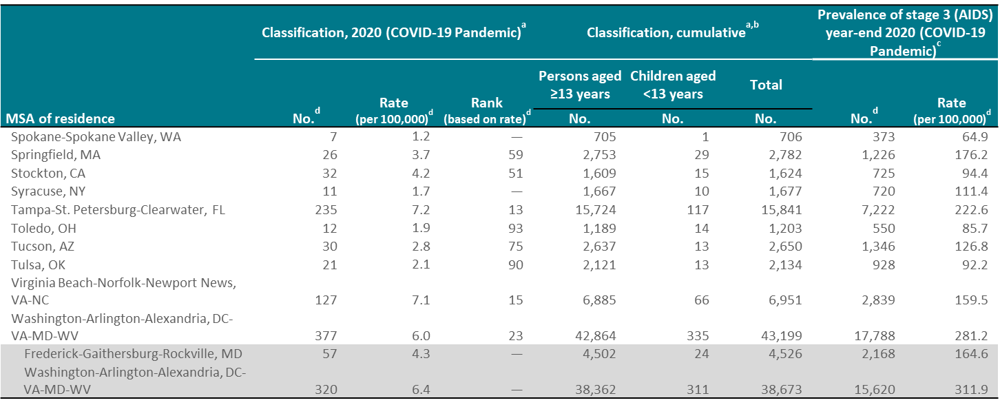 Classification, 2020 (COVID-19 Pandemic)a
Classification, cumulativea,b
Prevalence of stage 3 (AIDS)
year-end 2020 (COVID-19
Pandemic)c
Persons aged
≥13 years
Children aged
<13 years
Total
MSA of residence No.d Rate (per 100,000)d Rank (based on rate)d No. No. No. No.d Rate (per 100,000)d
Spokane-Spokane Valley, WA 7 1.2 — 705 1 706 373 64.9
Springfield, MA 26 3.7 59 2,753 29 2,782 1,226 176.2
Stockton, CA 32 4.2 51 1,609 15 1,624 725 94.4
Syracuse, NY 11 1.7 — 1,667 10 1,677 720 111.4
Tampa-St. Petersburg-Clearwater, FL 235 7.2 13 15,724 117 15,841 7,222 222.6
Toledo, OH 12 1.9 93 1,189 14 1,203 550 85.7
Tucson, AZ 30 2.8 75 2,637 13 2,650 1,346 126.8
Tulsa, OK 21 2.1 90 2,121 13 2,134 928 92.2
Virginia Beach-Norfolk-Newport News,
VA-NC 127 7.1 15 6,885 66 6,951 2,839 159.5
Washington-Arlington-Alexandria, DC-
VA-MD-WV 377 6.0 23 42,864 335 43,199 17,788 281.2
Frederick-Gaithersburg-Rockville, MD 57 4.3 — 4,502 24 4,526 2,168 164.6
Washington-Arlington-Alexandria, DC-
VA-MD-WV 320 6.4 — 38,362 311 38,673 15,620 311.9